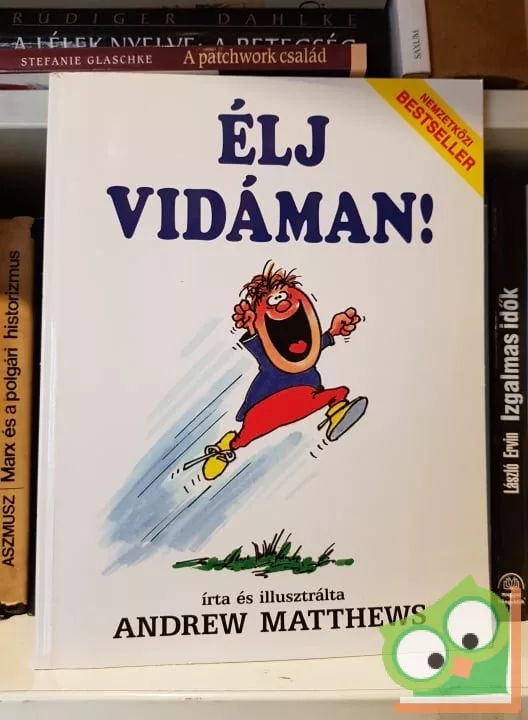 RÜDIGER DAHLKE
A LÉLEK NYELVE: A BETEGSÉG
STEFANIE GLASCHKE A patchwork család
SAXUM
NEMZETKÖZI
BESTSELLER
ÉLJ
VIDÁMAN!
írta és illusztrálta
ANDREW MATTHEWS
ASZMUSZ Marx és a polgári historizmus
László Ervin Izgalmas idők